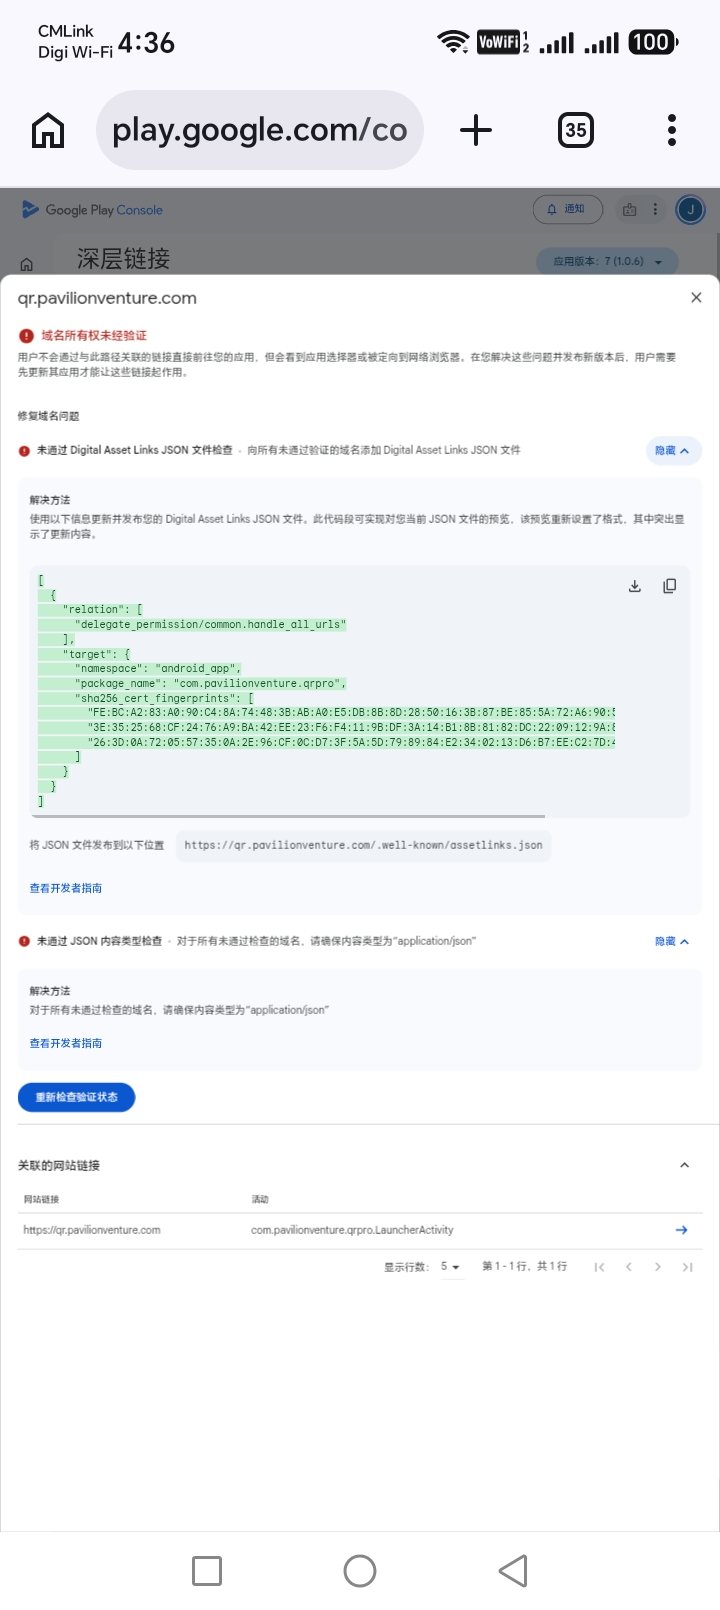 CMLink
Digi Wi-Fi 4:36
VoWiFi 1 2
100
play.google.com/co
35
Google Play Console
通知
J
深层链接
应用版本：7 (1.0.6)
qr.pavilionventure.com
域名所有权未经验证
用户不会通过与此路径关联的链接直接前往您的应用，但会看到应用选择器或被定向到网络浏览器。在您解决这些问题并发布新版本后，用户需要
先更新其应用才能让这些链接起作用。
修复域名问题
未通过 Digital Asset Links JSON 文件检查 · 向所有未通过验证的域名添加 Digital Asset Links JSON 文件
隐藏
解决方法
使用以下信息更新并发布您的 Digital Asset Links JSON 文件。此代码段可实现对您当前 JSON 文件的预览，该预览重新设置了格式，其中突出显
示了更新内容。
[
{
"relation": [
"delegate_permission/common.handle_all_urls"
],
"target": {
"namespace": "android_app",
"package_name": "com.pavilionventure.qrpro",
"sha256_cert_fingerprints": [
"FE:BC:A2:83:A0:90:C4:8A:74:48:3B:AB:A0:E5:DB:8B:8D:28:50:16:3B:87:BE:85:5A:72:A6:90:5
"3E:35:25:68:CF:24:76:A9:BA:42:EE:23:F6:F4:11:9B:DF:3A:14:B1:8B:81:82:DC:22:09:12:9A:8
"26:3D:0A:72:05:57:35:0A:2E:96:CF:0C:D7:3F:5A:5D:79:89:84:E2:34:02:13:D6:B7:EE:C2:7D:4
]
}
}
]
将 JSON 文件发布到以下位置
https://qr.pavilionventure.com/.well-known/assetlinks.json
查看开发者指南
未通过 JSON 内容类型检查 · 对于所有未通过检查的域名，请确保内容类型为“application/json”
隐藏
解决方法
对于所有未通过检查的域名，请确保内容类型为“application/json”
查看开发者指南
重新检查验证状态
关联的网站链接
网站链接
活动
https://qr.pavilionventure.com
com.pavilionventure.qrpro.LauncherActivity
显示行数： 5
第 1 - 1 行，共 1 行